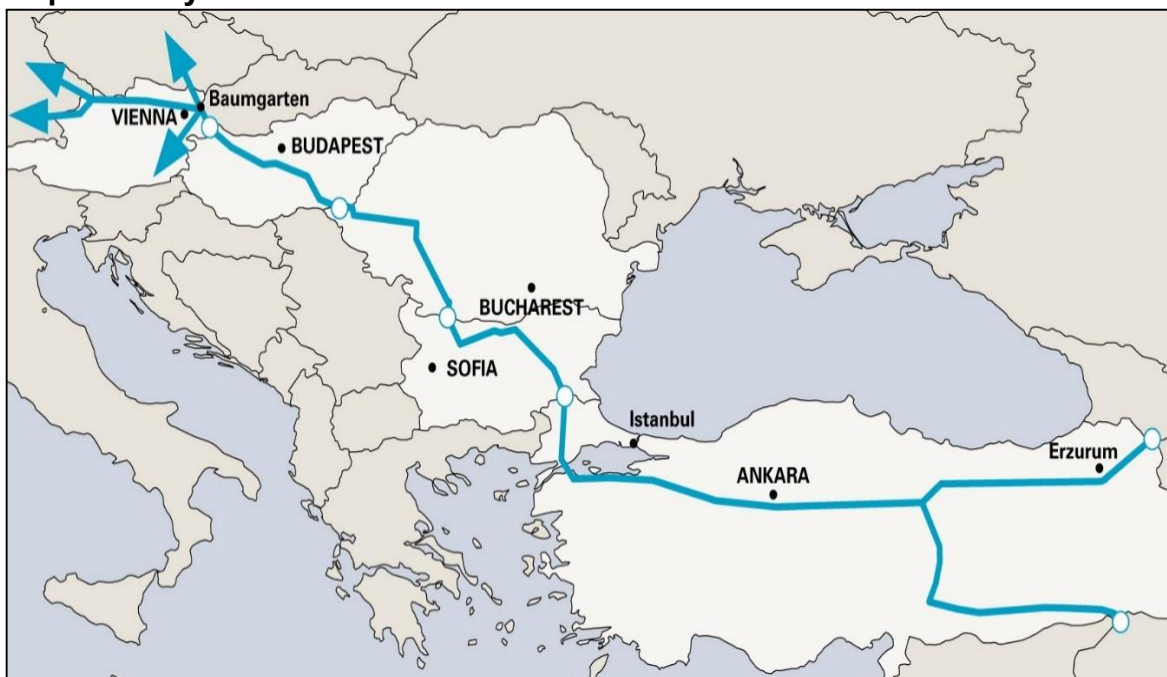 Baumgarten
VIENNA
BUDAPEST
BUCHAREST
SOFIA
Istanbul
Erzurum
ANKARA